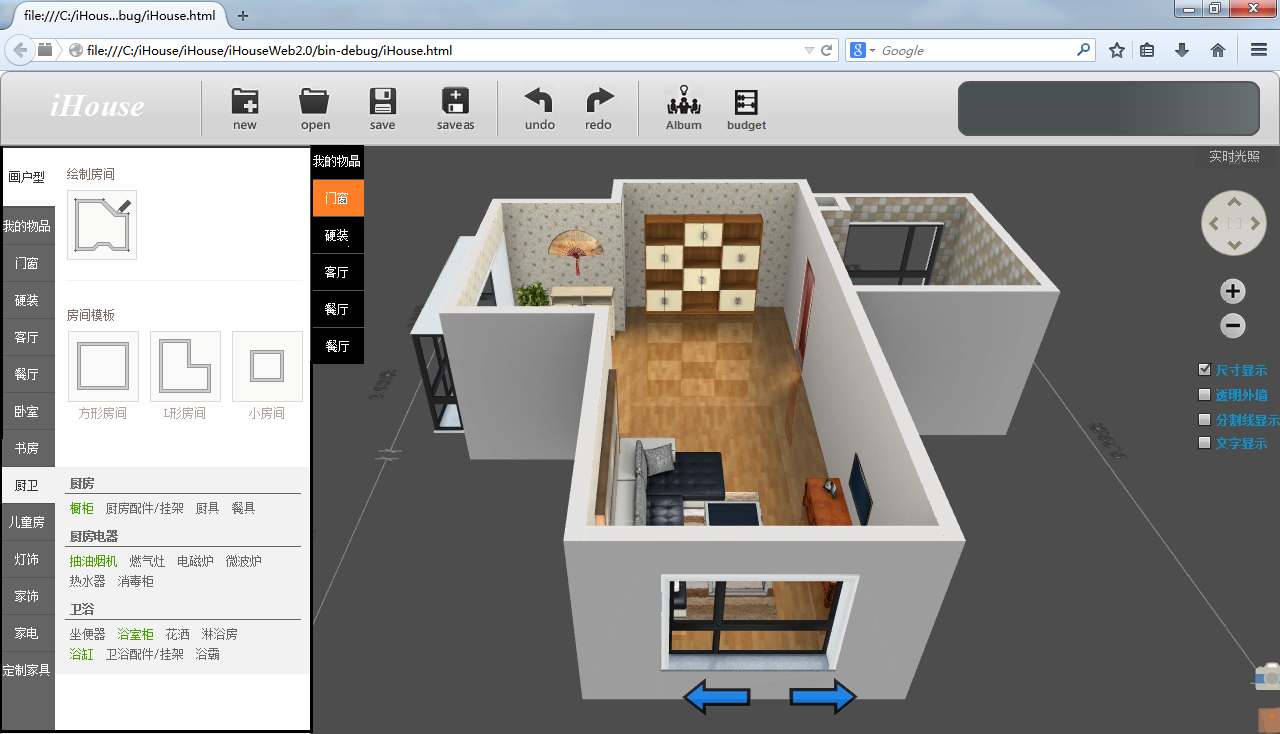 file:///C:/iHous...bug/iHouse.html
file:///C:/iHouse/iHouse/iHouseWeb2.0/bin-debug/iHouse.html
Google
iHouse
new open save saveas undo redo Album budget
画户型
我的物品
门窗
硬装
客厅
餐厅
卧室
书房
厨卫
儿童房
灯饰
家饰
家电
定制家具
绘制房间
房间模板
方形房间 L形房间 小房间
厨房
橱柜 厨房配件/挂架 厨具 餐具
厨房电器
抽油烟机 燃气灶 电磁炉 微波炉
热水器 消毒柜
卫浴
坐便器 浴室柜 花洒 淋浴房
浴缸 卫浴配件/挂架 浴霸
我的物品
门窗
硬装
客厅
餐厅
餐厅
实时光照
尺寸显示
透明外墙
分割线显示
文字显示